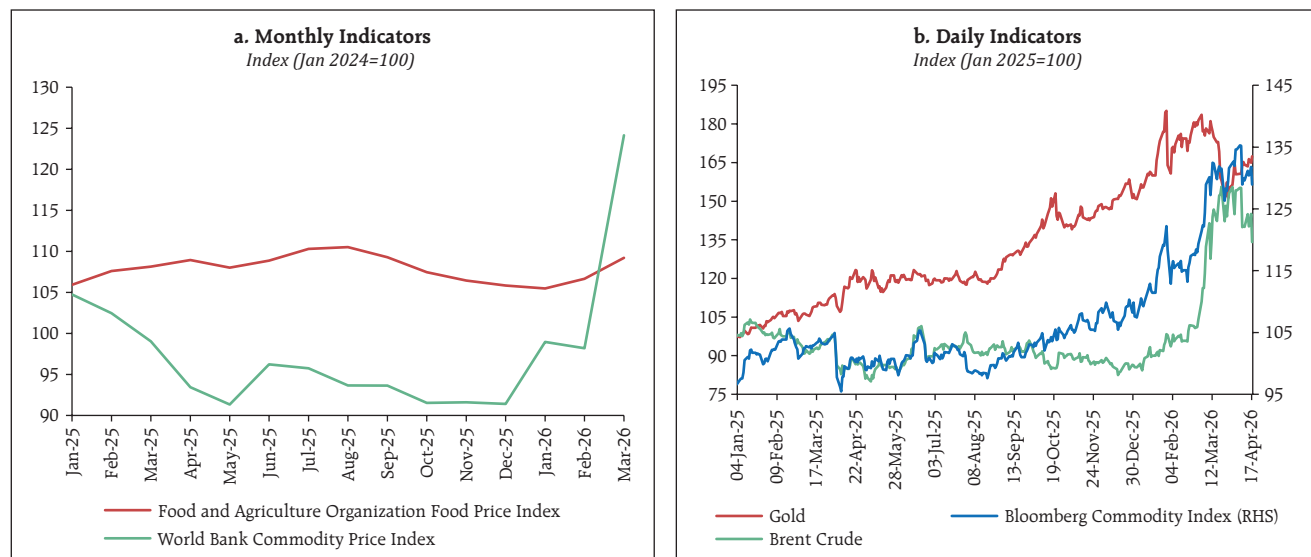 a. Monthly Indicators
Index (Jan 2024=100)
130
125
120
115
110
105
100
95
90
Jan-25
Feb-25
Mar-25
Apr-25
May-25
Jun-25
Jul-25
Aug-25
Sep-25
Oct-25
Nov-25
Dec-25
Jan-26
Feb-26
Mar-26
Food and Agriculture Organization Food Price Index
World Bank Commodity Price Index
b. Daily Indicators
Index (Jan 2025=100)
195
175
155
135
120
105
90
75
145
135
125
115
105
95
04-Jan-25
09-Feb-25
17-Mar-25
22-Apr-25
28-May-25
03-Jul-25
08-Aug-25
13-Sep-25
19-Oct-25
24-Nov-25
30-Dec-25
04-Feb-26
12-Mar-26
17-Apr-26
Gold
Bloomberg Commodity Index (RHS)
Brent Crude